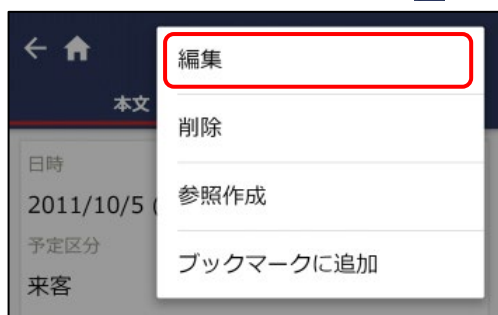 編集
本文
削除
日時
2011/10/5 (
参照作成
予定区分
ブックマークに追加
来客